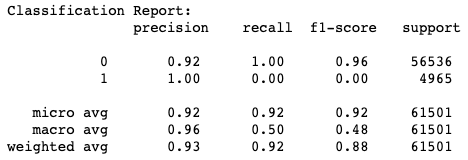 Classification Report:
precision recall f1-score support
0 0.92 1.00 0.96 56536
1 1.00 0.00 0.00 4965
micro avg 0.92 0.92 0.92 61501
macro avg 0.96 0.50 0.48 61501
weighted avg 0.93 0.92 0.88 61501